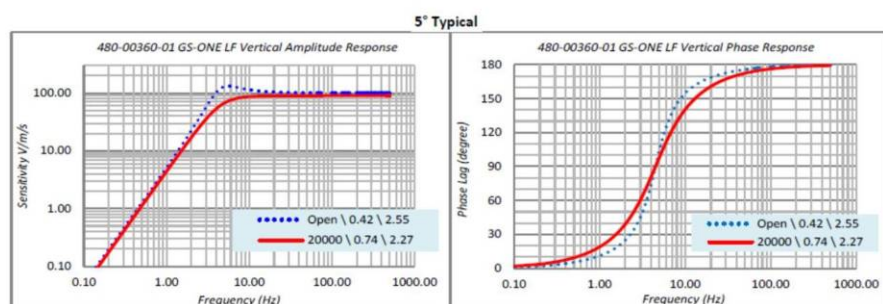 5° Typical
480-00360-01 GS-ONE LF Vertical Amplitude Response
Sensitivity V/m/s
100.00
10.00
1.00
0.10
Open \ 0.42 \ 2.55
20000 \ 0.74 \ 2.27
0.10 1.00 10.00 100.00 1000.00
Frequency (Hz)
480-00360-01 GS-ONE LF Vertical Phase Response
Phase Lag (degree)
180
150
120
90
60
30
0
Open \ 0.42 \ 2.55
20000 \ 0.74 \ 2.27
0.10 1.00 10.00 100.00 1000.00
Frequency (Hz)